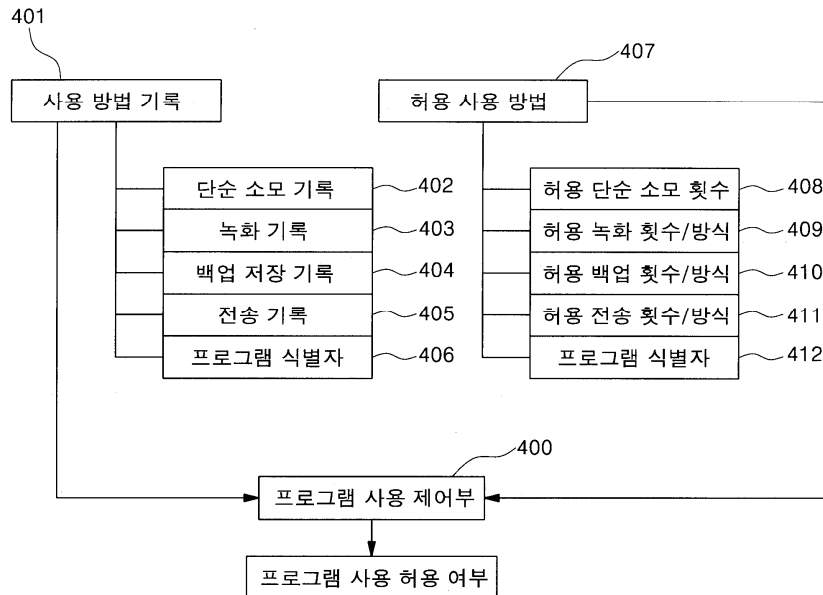 401
사용 방법 기록
단순 소모 기록
402
녹화 기록
403
백업 저장 기록
404
전송 기록
405
프로그램 식별자
406
407
허용 사용 방법
허용 단순 소모 횟수
408
허용 녹화 횟수/방식
409
허용 백업 횟수/방식
410
허용 전송 횟수/방식
411
프로그램 식별자
412
400
프로그램 사용 제어부
프로그램 사용 허용 여부